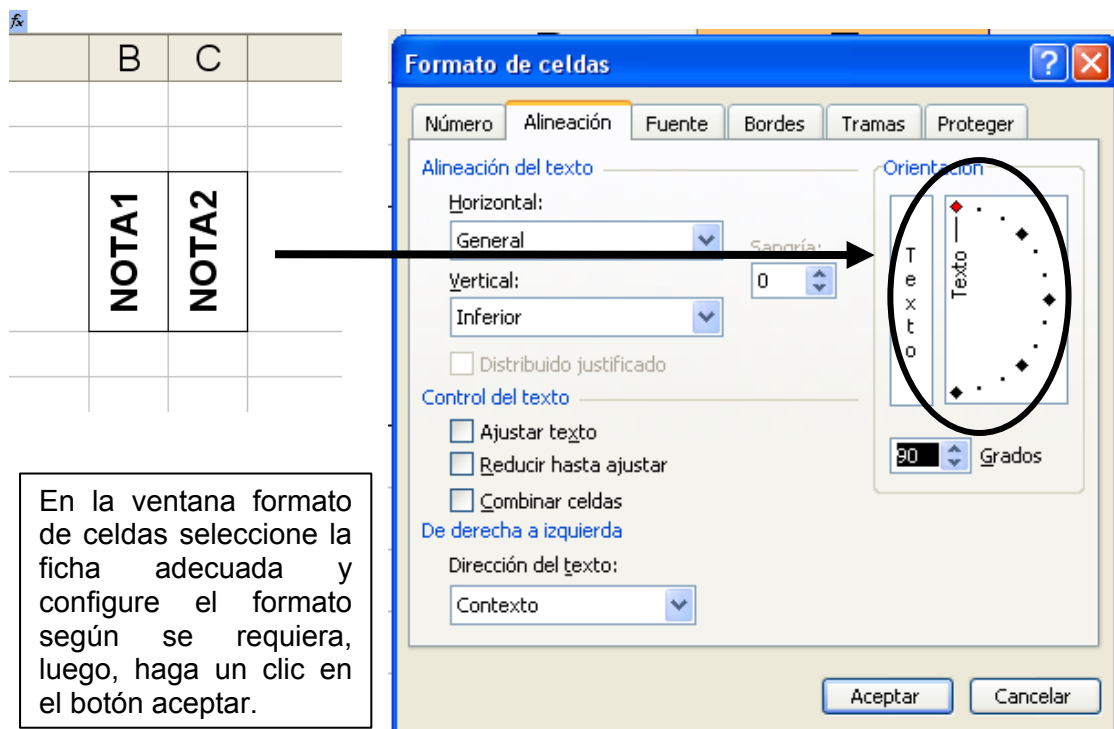 fx
B C
NOTA1 NOTA2
En la ventana formato
de celdas seleccione la
ficha adecuada y
configure el formato
según se requiera,
luego, haga un clic en
el botón aceptar.
Formato de celdas
Número Alineación Fuente Bordes Tramas Proteger
Alineación del texto
Horizontal:
General
Sangría:
Vertical:
0
Inferior
Distribuido justificado
Control del texto
Ajustar texto
Reducir hasta ajustar
Combinar celdas
De derecha a izquierda
Dirección del texto:
Contexto
Orientación
Texto
Texto
90 Grados
Aceptar Cancelar